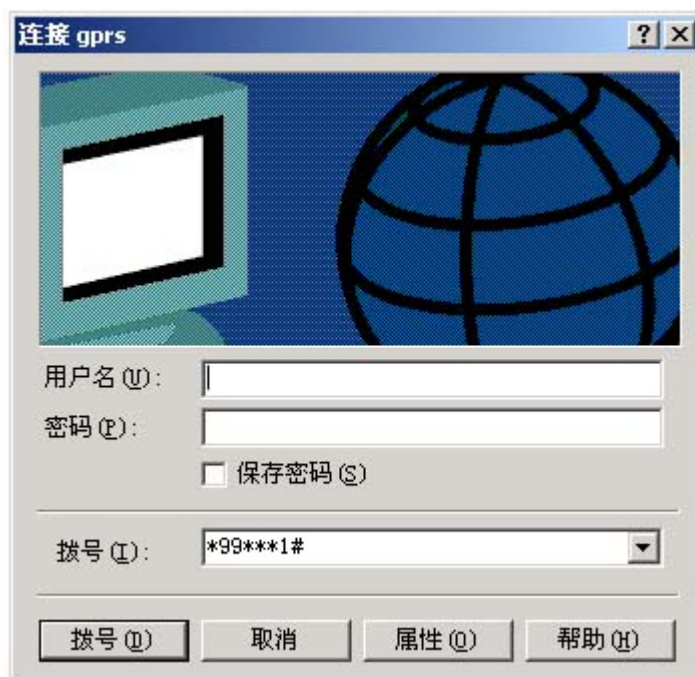 连接 gprs
用户名(U):
密码(P):
保存密码(S)
拨号(I): *99***1#
拨号(D) 取消 属性(O) 帮助(H)